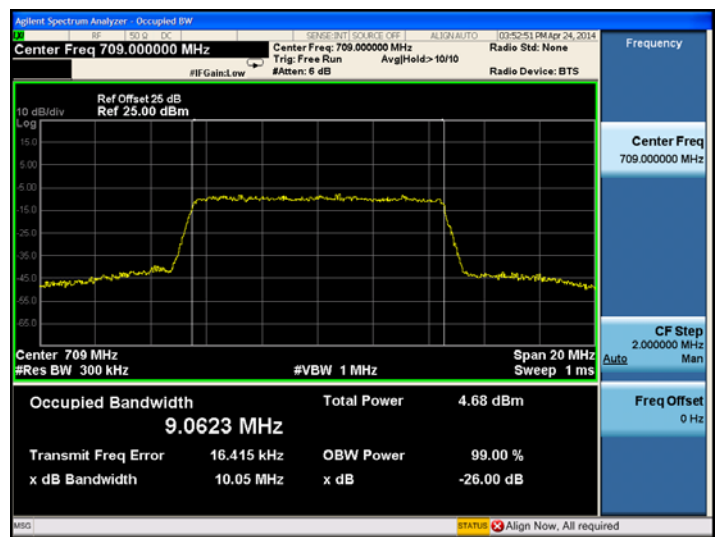 Agilent Spectrum Analyzer - Occupied BW
RF 50 Ω DC SENSE:INT SOURCE OFF ALIGN AUTO 03:52:51 PM Apr 24, 2014
Center Freq 709.000000 MHz
Center Freq: 709.000000 MHz
Radio Std: None
Trig: Free Run Avg|Hold:> 10/10
#IFGain:Low
#Atten: 6 dB
Radio Device: BTS
Frequency
Ref Offset 25 dB
10 dB/div Ref 25.00 dBm
Log
15.0
5.00
-5.00
-15.0
-25.0
-35.0
-45.0
-55.0
-65.0
Center 709 MHz
Span 20 MHz
#Res BW 300 kHz
#VBW 1 MHz
Sweep 1 ms
Occupied Bandwidth
9.0623 MHz
Total Power 4.68 dBm
Transmit Freq Error 16.415 kHz
OBW Power 99.00 %
x dB Bandwidth 10.05 MHz
x dB -26.00 dB
Center Freq
709.000000 MHz
CF Step
2.000000 MHz
Auto Man
Freq Offset
0 Hz
MSG
STATUS Align Now, All required